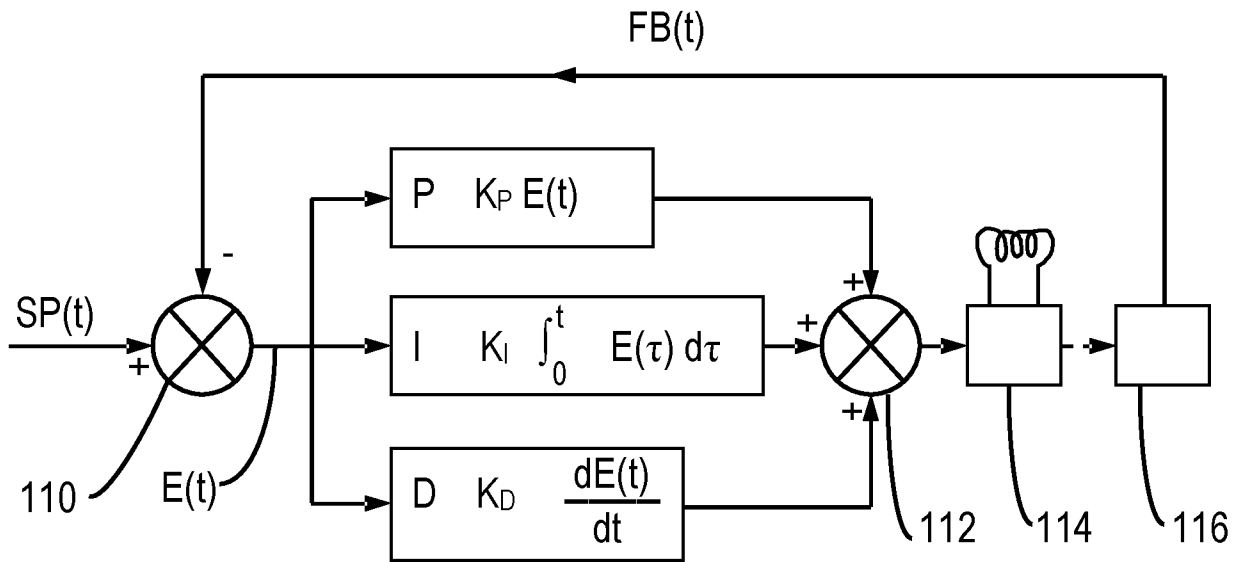 FB(t)
-
P K_P E(t)
SP(t)
+
+
+
I K_I ∫_0^t E(τ) dτ
+
D K_D dE(t)/dt
110
E(t)
112
114
116